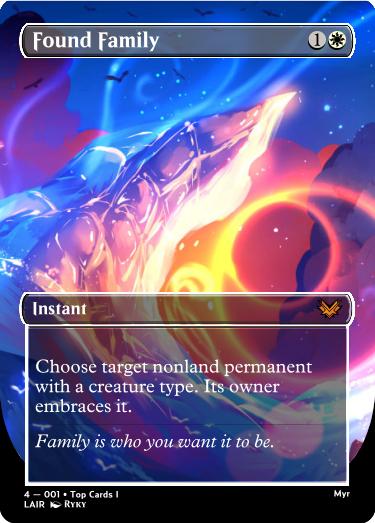 Found Family
1
Instant
Choose target nonland permanent
with a creature type. Its owner
embraces it.
Family is who you want it to be.
4 — 001 • Top Cards I
Myr
LAIR Ryky